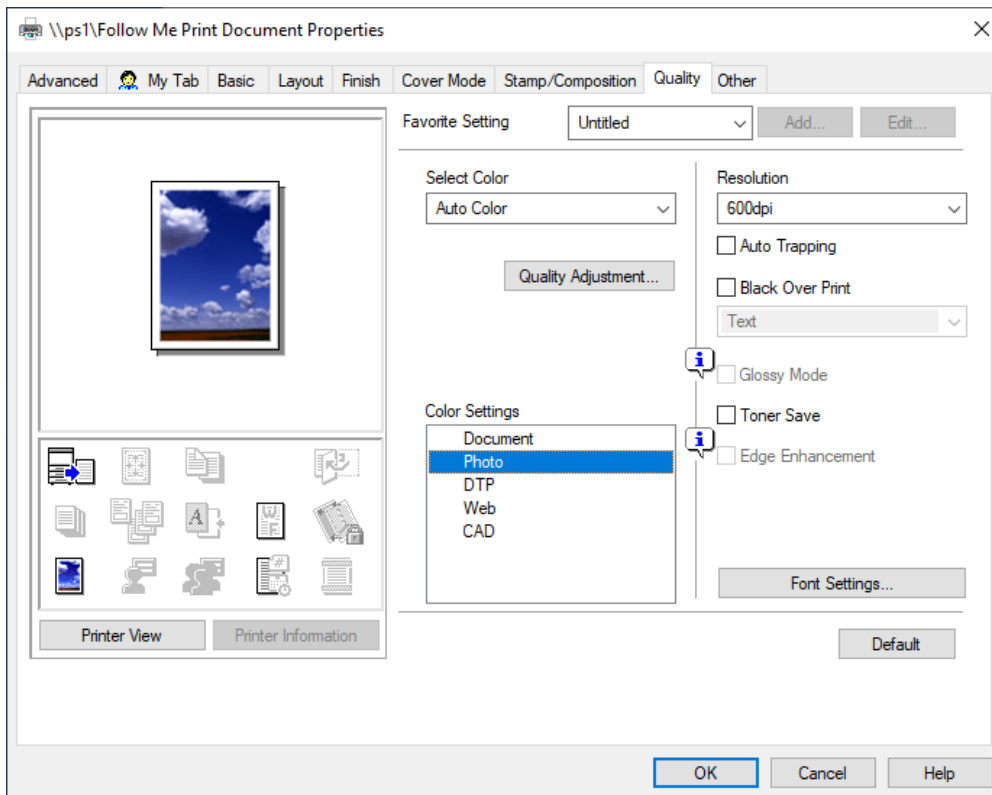 \\ps1\Follow Me Print Document Properties
Advanced My Tab Basic Layout Finish Cover Mode Stamp/Composition Quality Other
Favorite Setting Untitled Add... Edit...
Select Color
Auto Color
Quality Adjustment...
Color Settings
Document
Photo
DTP
Web
CAD
Resolution
600dpi
Auto Trapping
Black Over Print
Text
Glossy Mode
Toner Save
Edge Enhancement
Font Settings...
Printer View Printer Information
Default
OK Cancel Help